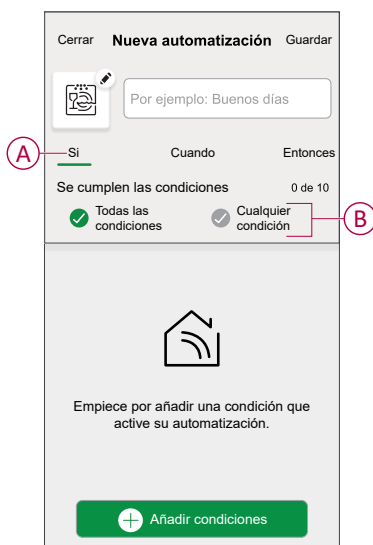 Cerrar Nueva automatización Guardar
Por ejemplo: Buenos días
A Si Cuando Entonces
Se cumplen las condiciones 0 de 10
Todas las condiciones
Cualquier condición
B
Empiece por añadir una condición que
active su automatización.
Añadir condiciones